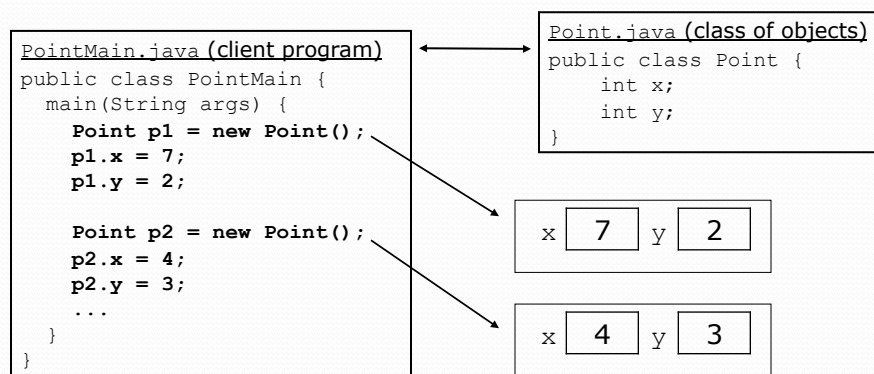 PointMain.java (client program)
public class PointMain {
  main(String args) {
    Point p1 = new Point();
    p1.x = 7;
    p1.y = 2;

    Point p2 = new Point();
    p2.x = 4;
    p2.y = 3;
    ...
  }
}
Point.java (class of objects)
public class Point {
    int x;
    int y;
}
x 7 y 2
x 4 y 3